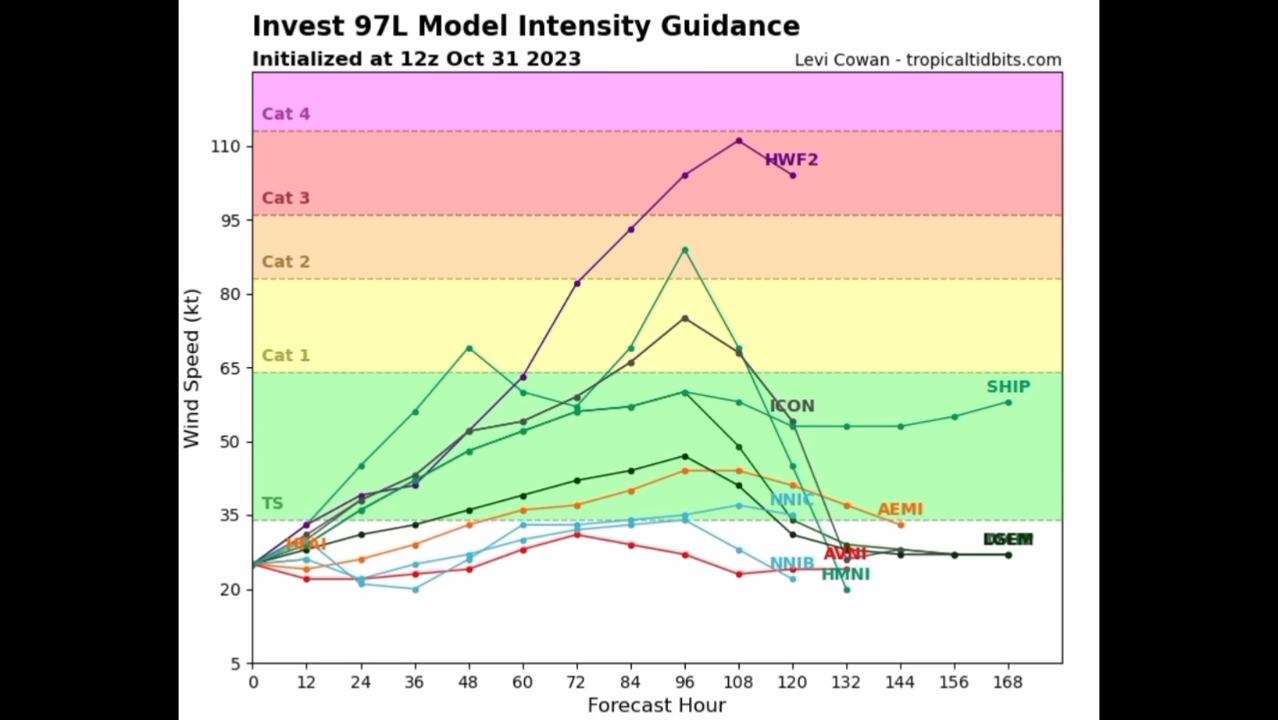 Invest 97L Model Intensity Guidance
Initialized at 12z Oct 31 2023
Levi Cowan - tropicaltidbits.com
Cat 4
110
HWF2
Cat 3
95
Cat 2
80
Wind Speed (kt)
Cat 1
65
SHIP
ICON
50
TS
NNIC
AEMI
35
LGEM
AVNI
NNIB
HMNI
20
5
0 12 24 36 48 60 72 84 96 108 120 132 144 156 168
Forecast Hour